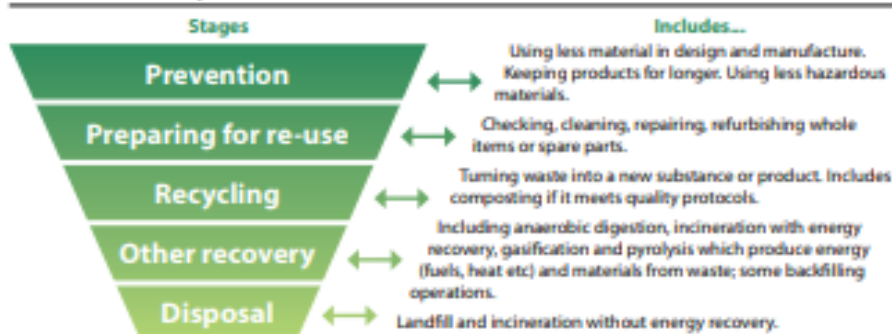 Stages
Includes...
Prevention
Using less material in design and manufacture.
Keeping products for longer. Using less hazardous
materials.
Preparing for re-use
Checking, cleaning, repairing, refurbishing whole
items or spare parts.
Recycling
Turning waste into a new substance or product. Includes
composting if it meets quality protocols.
Other recovery
Including anaerobic digestion, incineration with energy
recovery, gasification and pyrolysis which produce energy
(fuels, heat etc) and materials from waste; some backfilling
operations.
Disposal
Landfill and incineration without energy recovery.